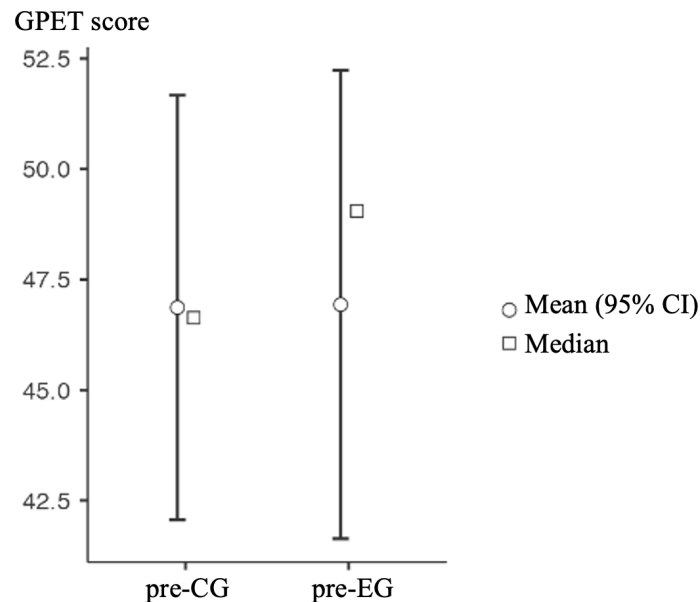 GPET score
52.5
50.0
47.5
45.0
42.5
pre-CG
pre-EG
Mean (95% CI)
Median